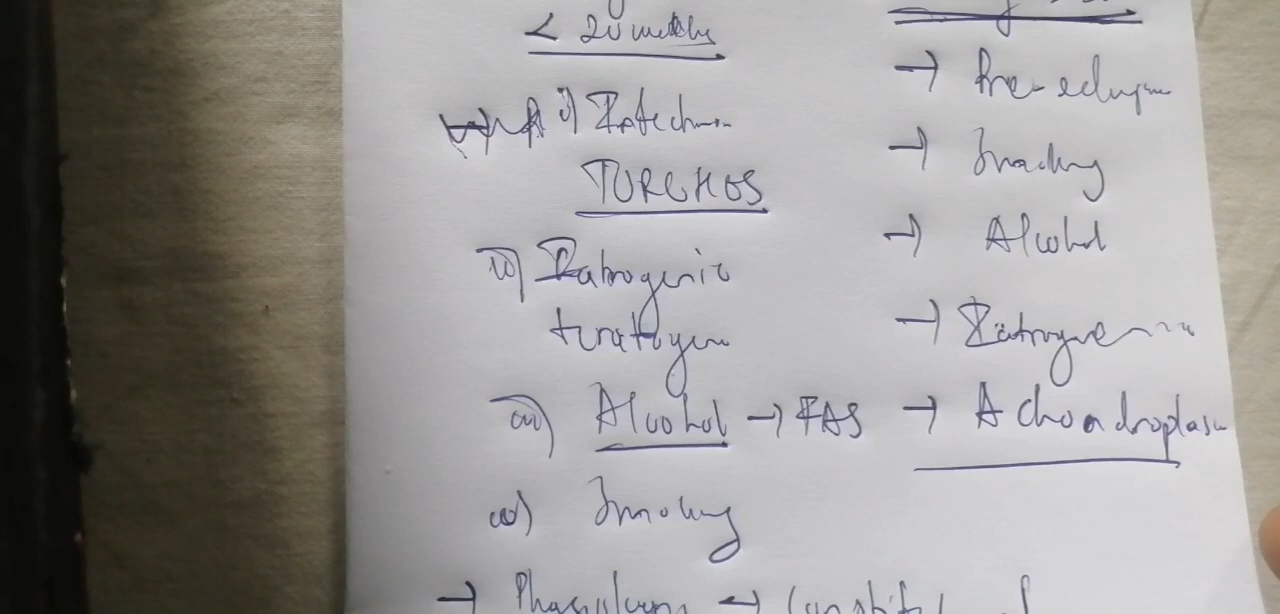 < 20 weeks
i) Infection
TORCHES
ii) Iatrogenic
teratogen
iii) Alcohol → FAS
iv) Smoking
→
→ Pre-eclampsia
→ Smoking
→ Alcohol
→ Iatrogenic
→ Achondroplasia